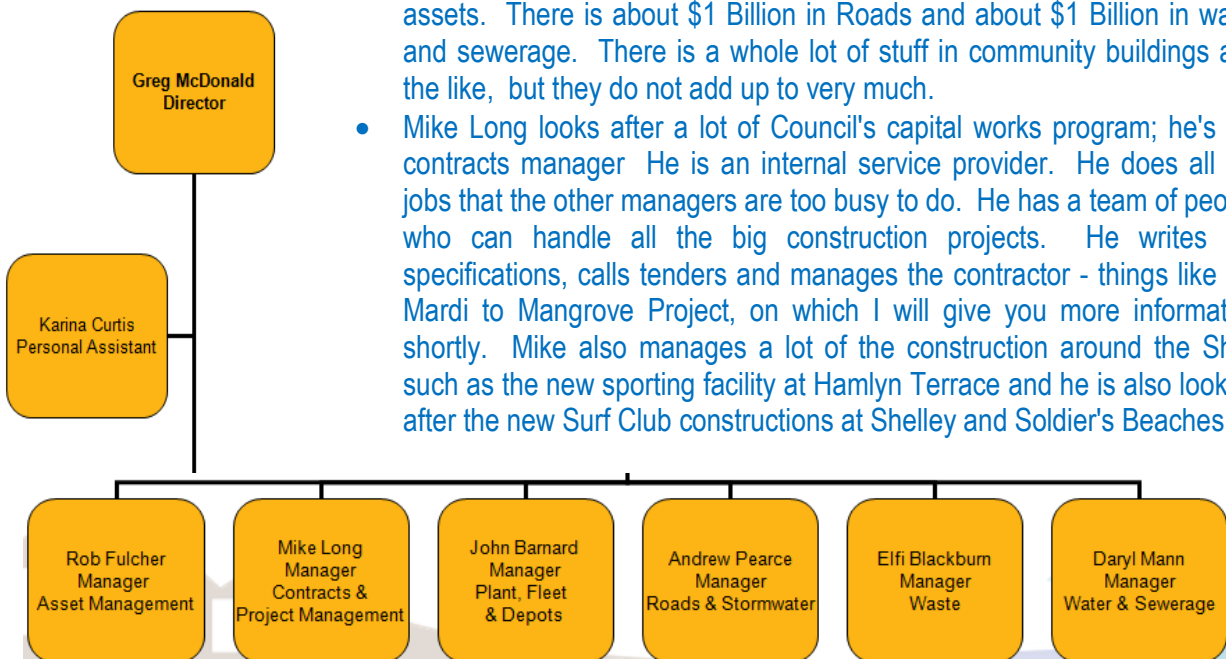 assets. There is about $1 Billion in Roads and about $1 Billion in
and sewerage. There is a whole lot of stuff in community buildings
the like, but they do not add up to very much.
• Mike Long looks after a lot of Council's capital works program; he's
contracts manager He is an internal service provider. He does all
jobs that the other managers are too busy to do. He has a team of
who can handle all the big construction projects. He writes
specifications, calls tenders and manages the contractor - things like
Mardi to Mangrove Project, on which I will give you more
shortly. Mike also manages a lot of the construction around the
such as the new sporting facility at Hamlyn Terrace and he is also
after the new Surf Club constructions at Shelley and Soldier's Beaches
Greg McDonald
Director
Karina Curtis
Personal Assistant
Rob Fulcher
Manager
Asset Management
Mike Long
Manager
Contracts &
Project Management
John Barnard
Manager
Plant, Fleet
& Depots
Andrew Pearce
Manager
Roads & Stormwater
Elfi Blackburn
Manager
Waste
Daryl Mann
Manager
Water & Sewerage